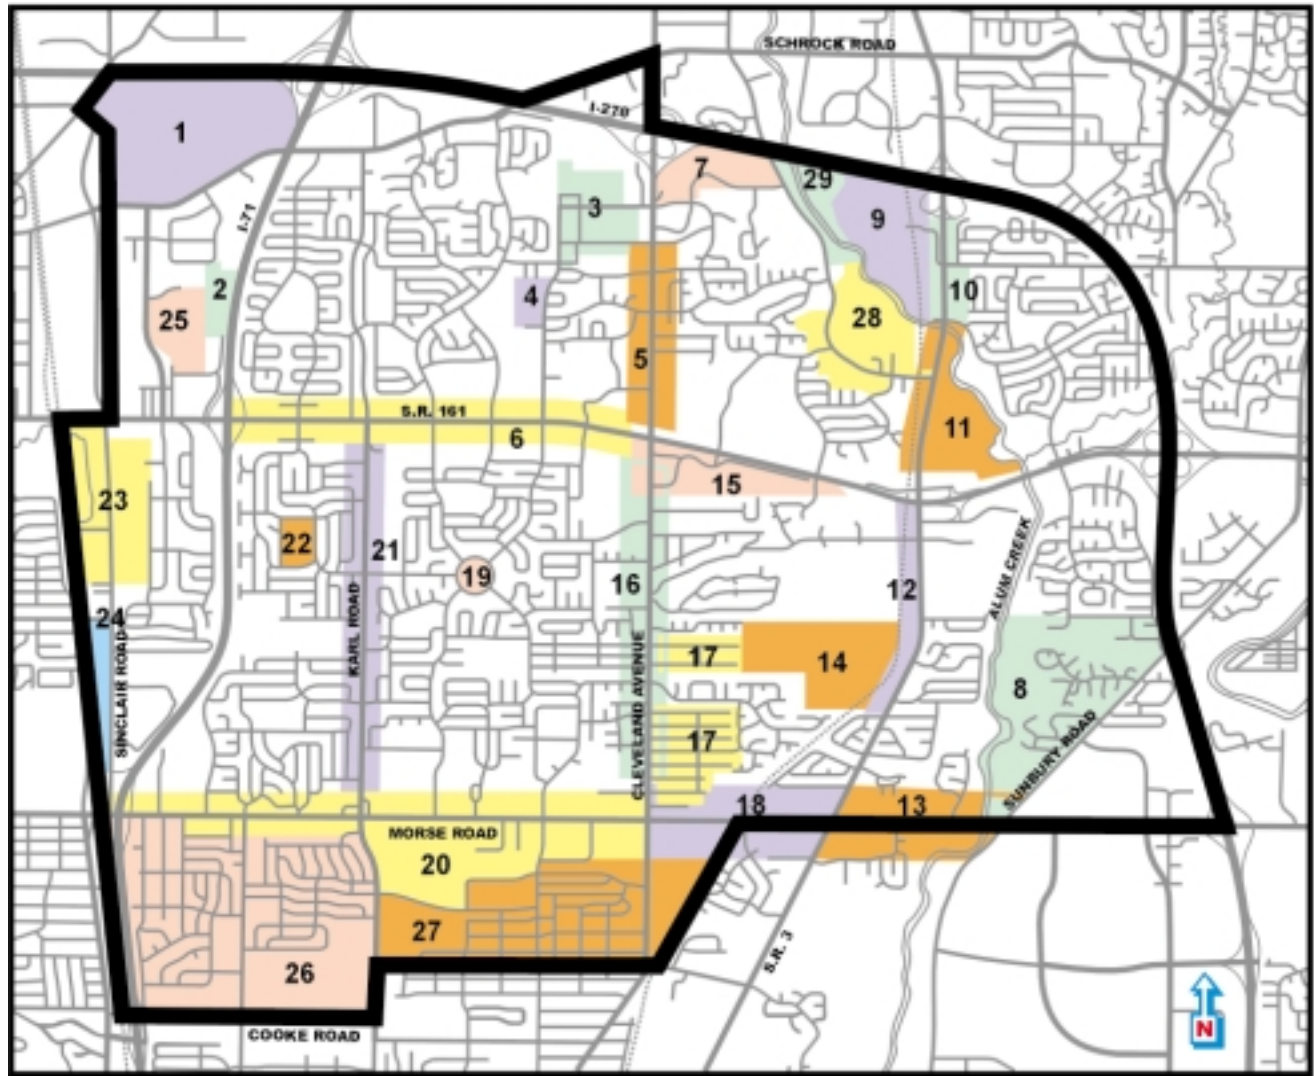 SCHROCK ROAD
I-270
1
7
29
3
9
I-71
2
4
10
25
28
5
S.R. 161
6
11
15
23
22
21
19
16
12
24
ALUM CREEK
KARL ROAD
SINCLAIR ROAD
CLEVELAND AVENUE
17
14
8
17
SUNBURY ROAD
18
13
MORSE ROAD
20
27
26
S.R. 3
COOKE ROAD
N